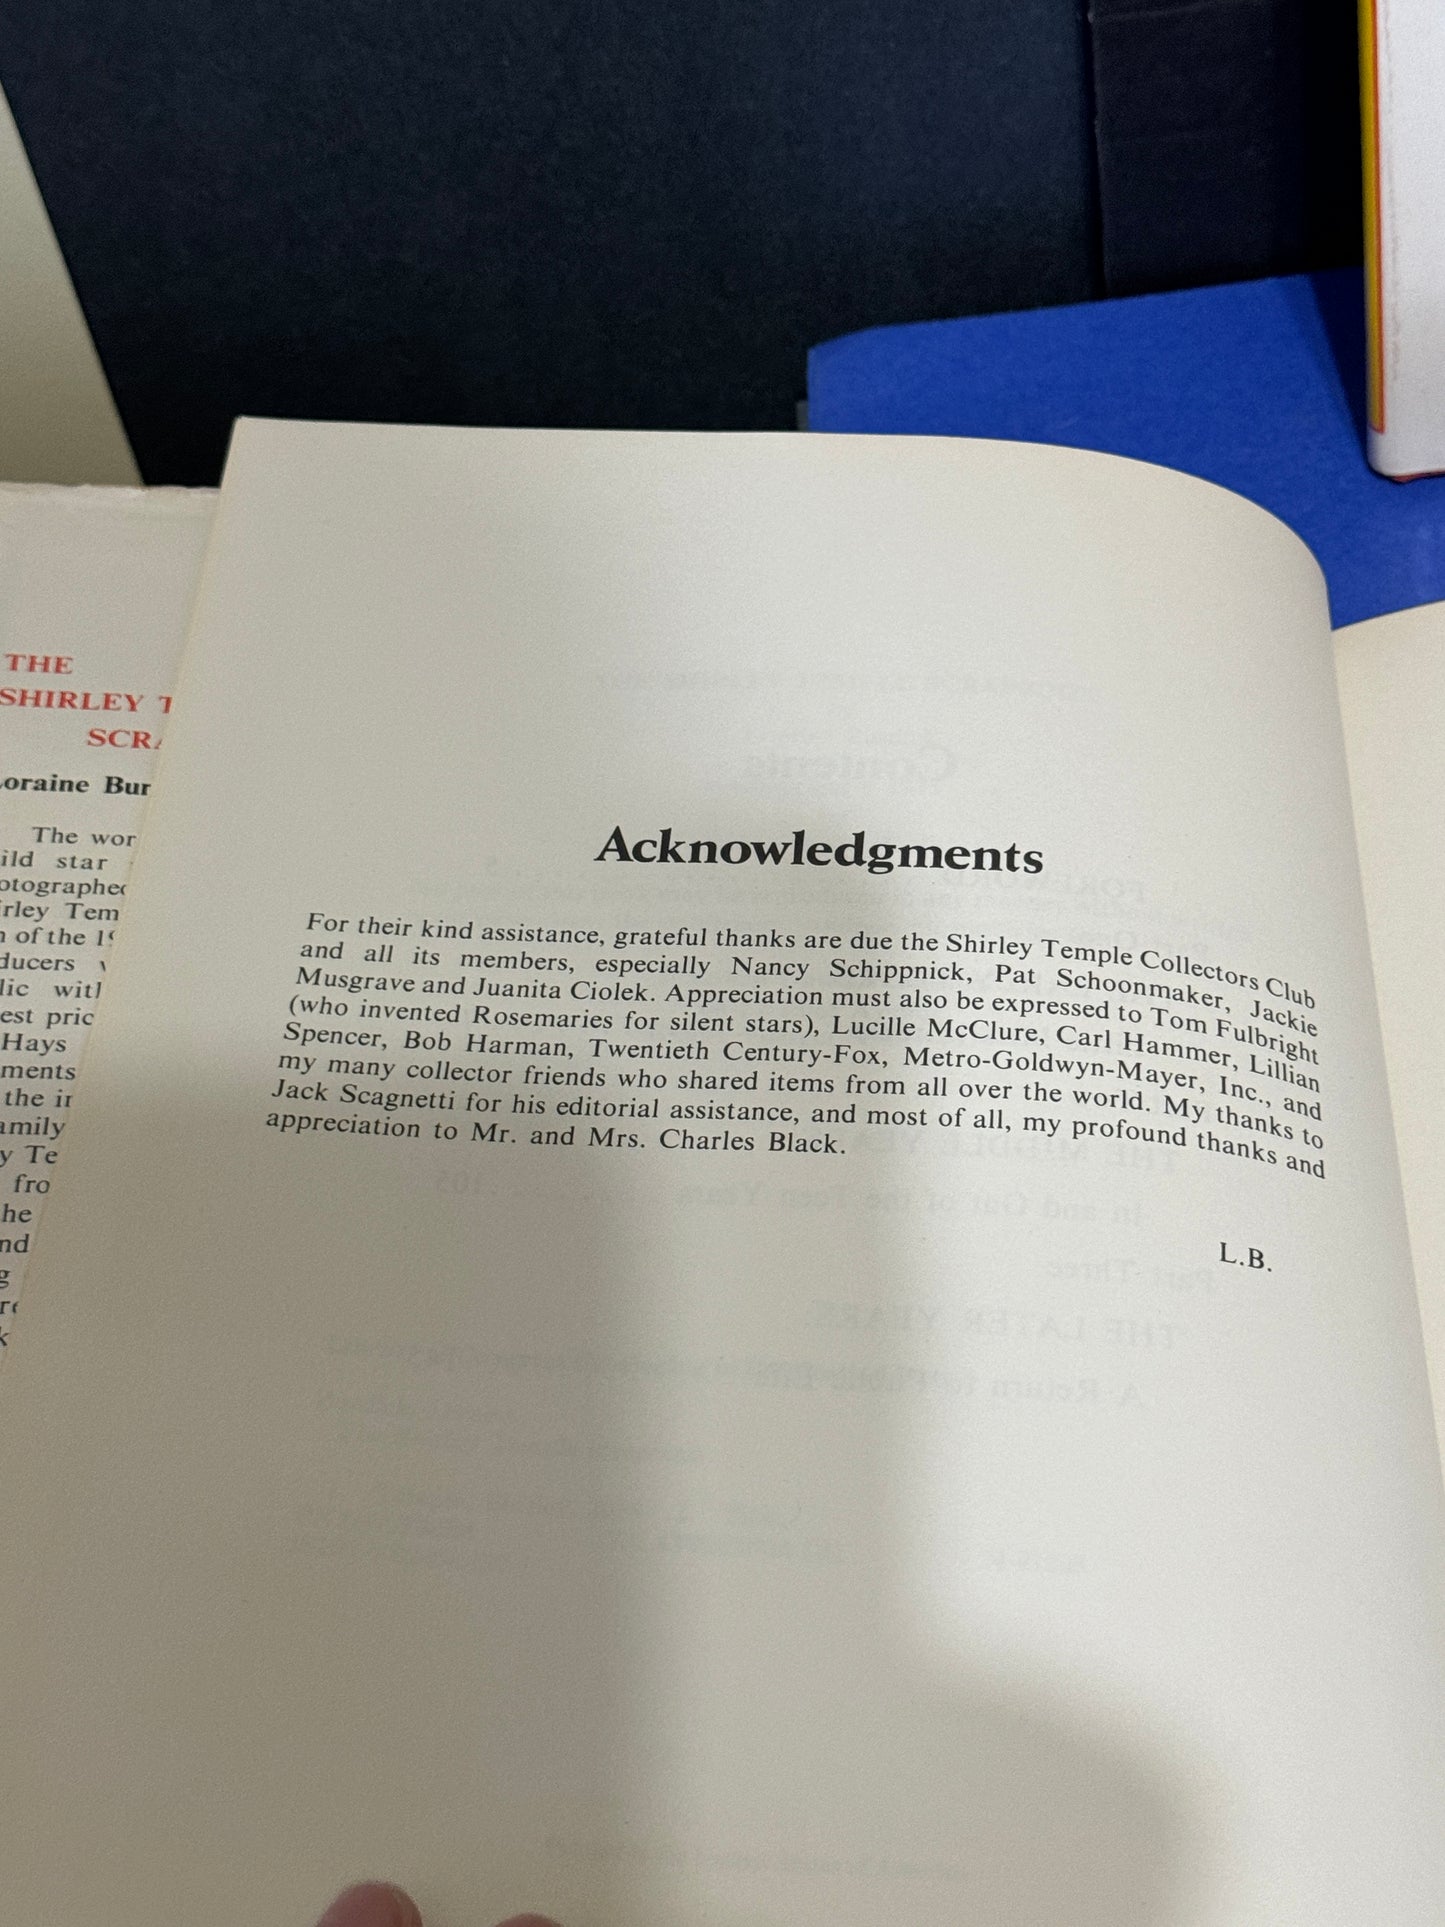 THE
SHIRLEY
oraine Bur
The wor
ild star
otographe
irley Tem
n of the
ducers
lic
est pric
Hays
ments
the
amily
y Te
fro
he
nd
g
k
Acknowledgments
For their kind assistance, grateful thanks are due the Shirley Temple Collectors Club
and all its members, especially Nancy Schippnick, Pat Schoonmaker, Jackie
Musgrave and Juanita Ciolek. Appreciation must also be expressed to Tom Fulbright
(who invented Rosemaries for silent stars), Lucille McClure, Carl Hammer, Lillian
Spencer, Bob Harman, Twentieth Century-Fox, Metro-Goldwyn-Mayer, Inc., and
my many collector friends who shared items from all over the world. My thanks to
Jack Scagnetti for his editorial assistance, and most of all, my profound thanks and
appreciation to Mr. and Mrs. Charles Black.
L.B.